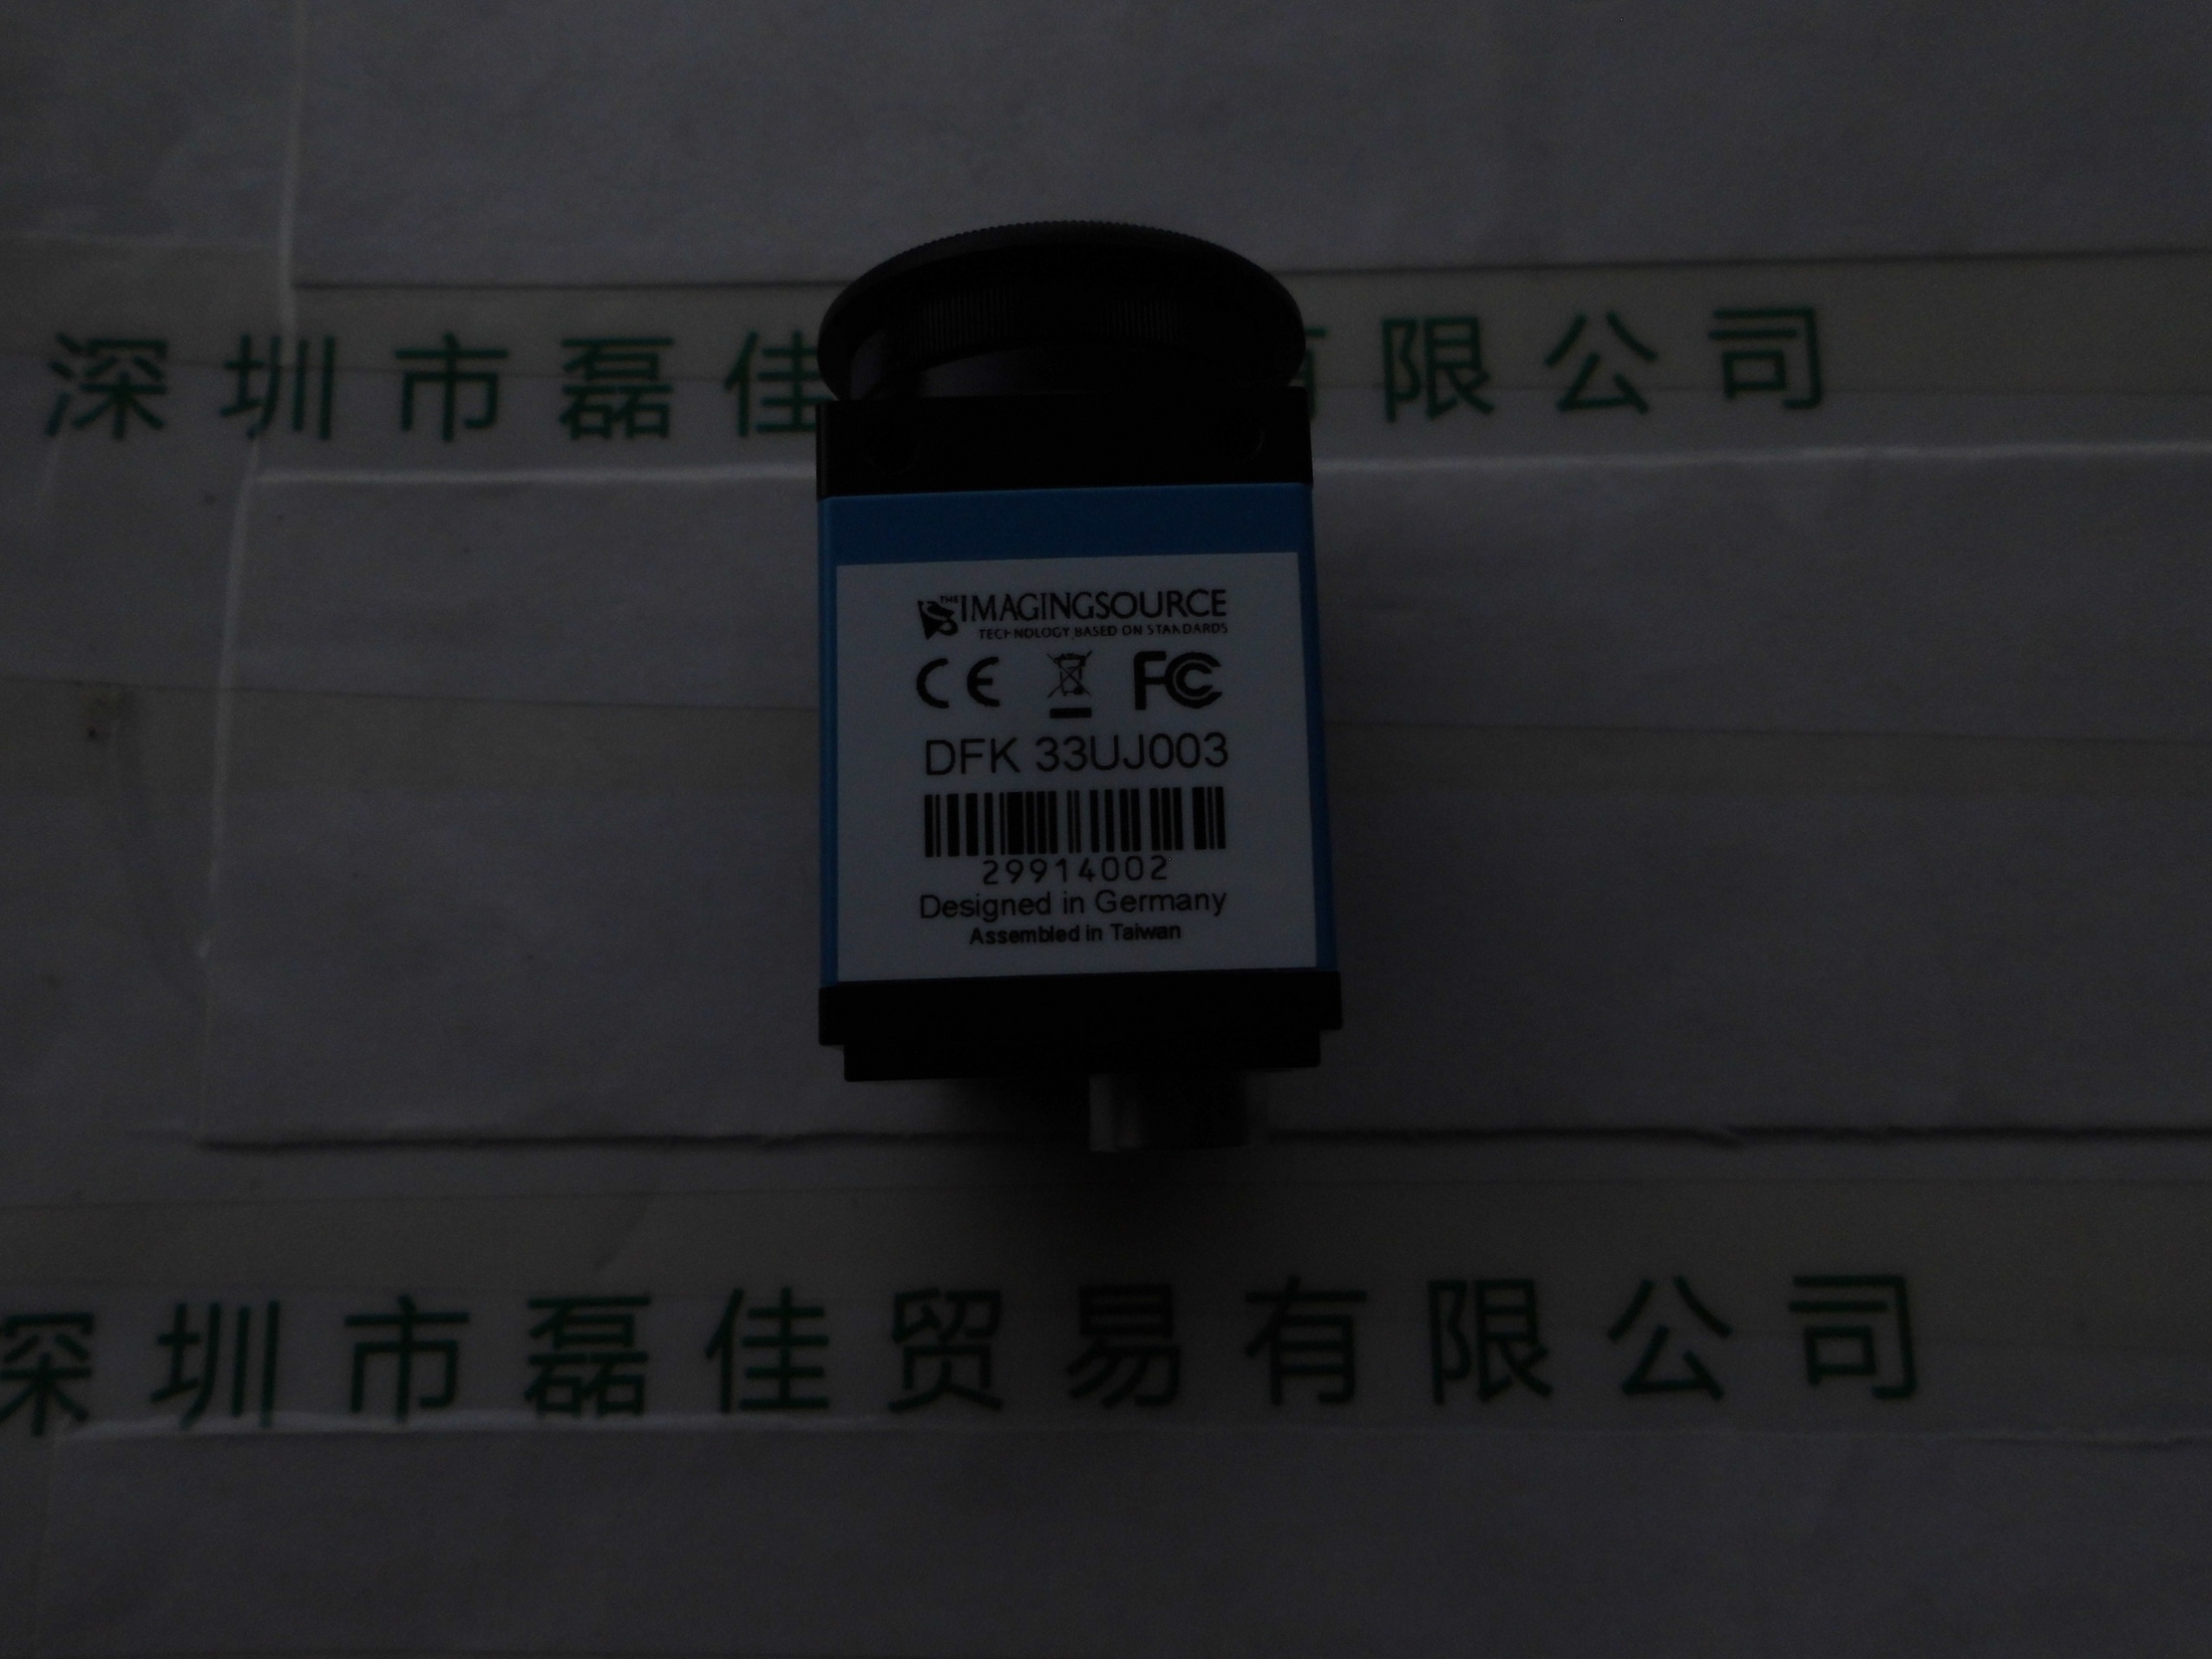 深圳市磊佳有限公司
THE IMAGINGSOURCE
TECHNOLOGY BASED ON STANDARDS
CE FC
DFK 33UJ003
29914002
Designed in Germany
Assembled in Taiwan
深圳市磊佳贸易有限公司